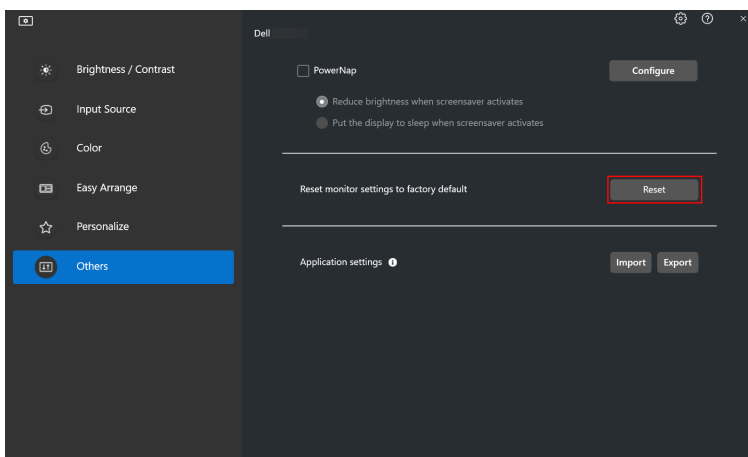 Dell
Brightness / Contrast
Input Source
Color
Easy Arrange
Personalize
Others
PowerNap
Configure
Reduce brightness when screensaver activates
Put the display to sleep when screensaver activates
Reset monitor settings to factory default
Reset
Application settings
Import
Export